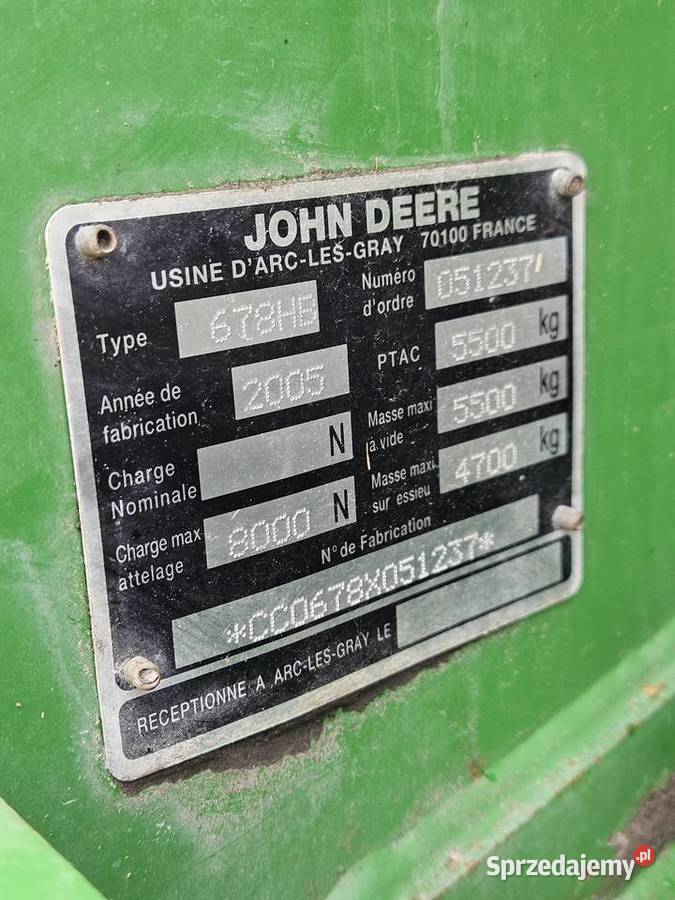 JOHN DEERE
USINE D'ARC-LES-GRAY 70100 FRANCE
Type 678HB
Numéro d'ordre 051237
Année de fabrication 2005
PTAC 5500 kg
Charge Nominale N
Masse maxi à vide 5500 kg
Charge max attelage 8000 N
Masse maxi sur essieu 4700 kg
N° de Fabrication
*CC0678X051237*
RECEPTIONNE A ARC-LES-GRAY LE
Sprzedajemy.pl